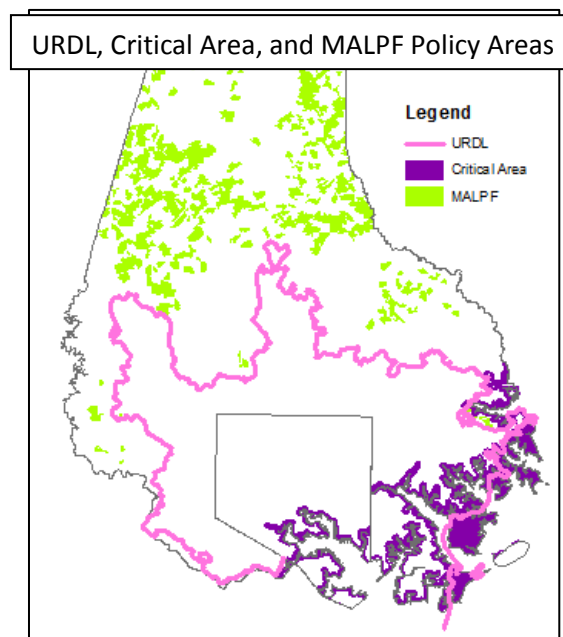 URDL, Critical Area, and MALPF Policy Areas
Legend
URDL
Critical Area
MALPF